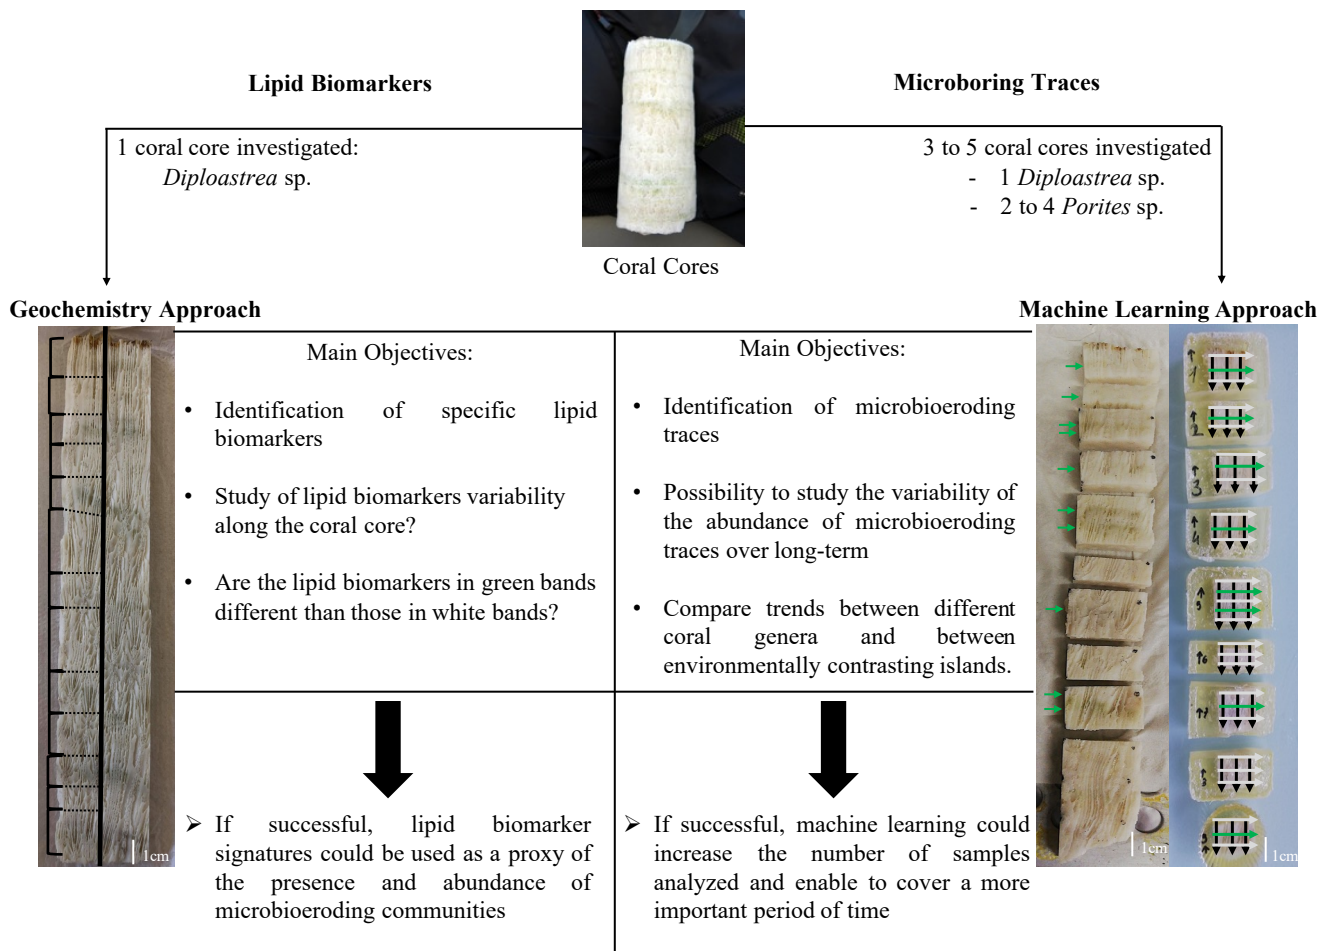 Lipid Biomarkers
Microboring Traces
1 coral core investigated:
Diploastrea sp.
3 to 5 coral cores investigated
- 1 Diploastrea sp.
- 2 to 4 Porites sp.
Coral Cores
Geochemistry Approach
Machine Learning Approach
Main Objectives:
• Identification of specific lipid
biomarkers
• Study of lipid biomarkers variability
along the coral core?
• Are the lipid biomarkers in green bands
different than those in white bands?
➢ If successful, lipid biomarker
signatures could be used as a proxy of
the presence and abundance of
microbioeroding communities
Main Objectives:
• Identification of microbioeroding
traces
• Possibility to study the variability of
the abundance of microbioeroding
traces over long-term
• Compare trends between different
coral genera and between
environmentally contrasting islands.
➢ If successful, machine learning could
increase the number of samples
analyzed and enable to cover a more
important period of time
1cm
1cm
1cm
1
2
3
4
6